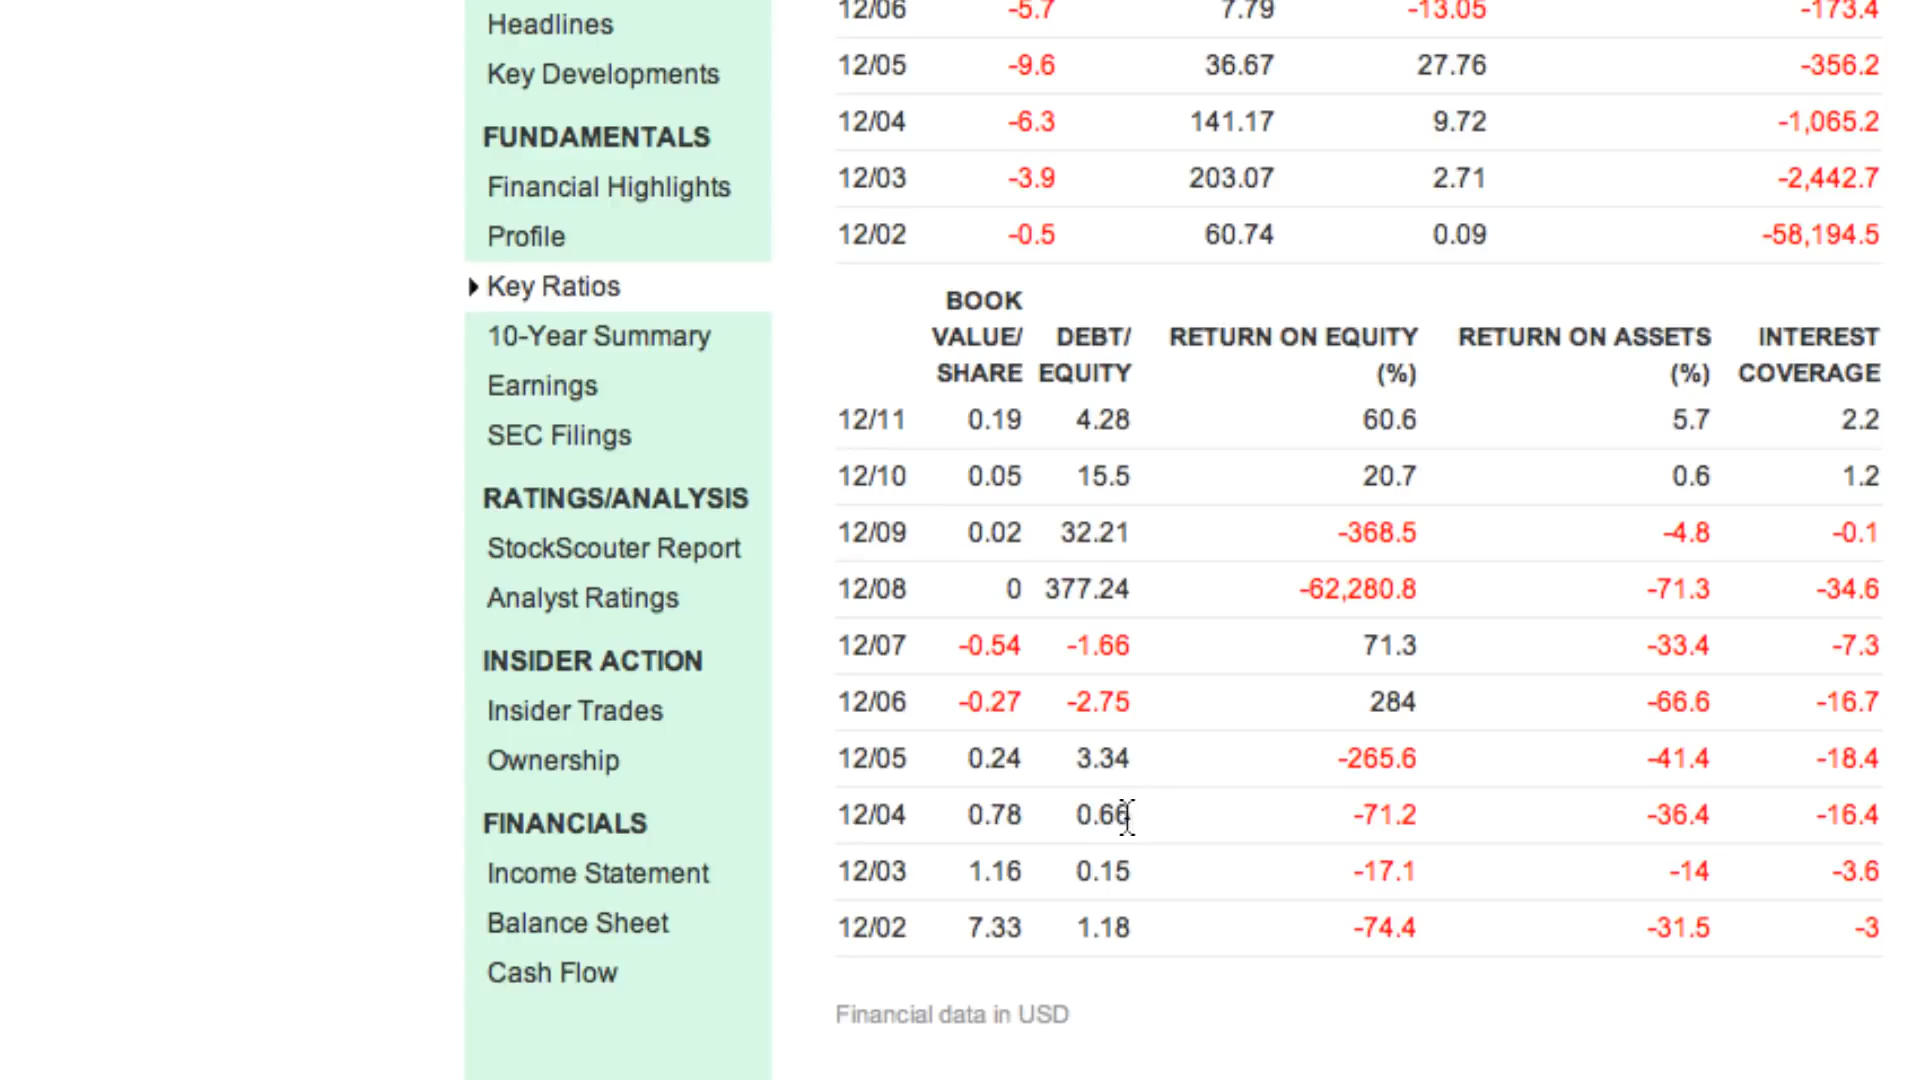 Headlines
Key Developments
FUNDAMENTALS
Financial Highlights
Profile
Key Ratios
10-Year Summary
Earnings
SEC Filings
RATINGS/ANALYSIS
StockScouter Report
Analyst Ratings
INSIDER ACTION
Insider Trades
Ownership
FINANCIALS
Income Statement
Balance Sheet
Cash Flow
12/06 -5.7 7.79 -13.05 -173.4
12/05 -9.6 36.67 27.76 -356.2
12/04 -6.3 141.17 9.72 -1,065.2
12/03 -3.9 203.07 2.71 -2,442.7
12/02 -0.5 60.74 0.09 -58,194.5
BOOK
VALUE/ DEBT/ RETURN ON EQUITY RETURN ON ASSETS INTEREST
SHARE EQUITY (%) (%) COVERAGE
12/11 0.19 4.28 60.6 5.7 2.2
12/10 0.05 15.5 20.7 0.6 1.2
12/09 0.02 32.21 -368.5 -4.8 -0.1
12/08 0 377.24 -62,280.8 -71.3 -34.6
12/07 -0.54 -1.66 71.3 -33.4 -7.3
12/06 -0.27 -2.75 284 -66.6 -16.7
12/05 0.24 3.34 -265.6 -41.4 -18.4
12/04 0.78 0.66 -71.2 -36.4 -16.4
12/03 1.16 0.15 -17.1 -14 -3.6
12/02 7.33 1.18 -74.4 -31.5 -3
Financial data in USD